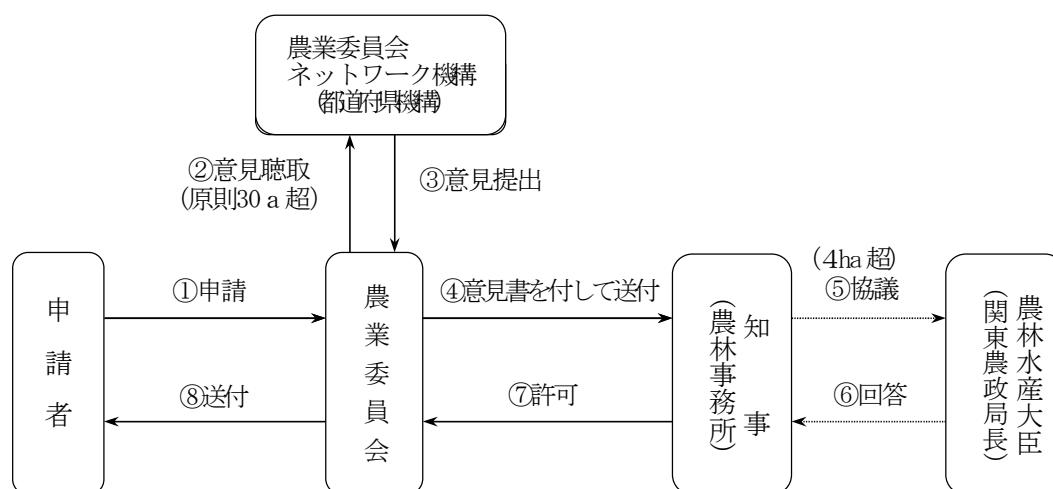 農業委員会
ネットワーク機構
(都道府県機構)
②意見聴取
(原則30a超)
③意見提出
申請者
①申請
⑧送付
農業委員会
④意見書を付して送付
⑦許可
知事
(農林事務所)
(4ha超)
⑤協議
⑥回答
農林水産大臣
(関東農政局長)